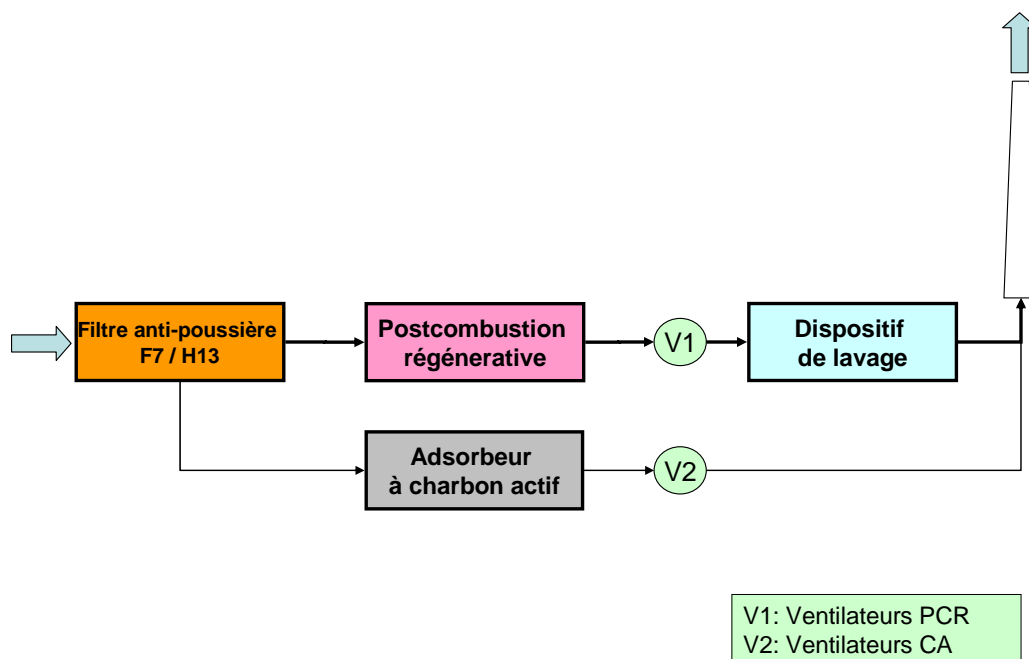 Filtre anti-poussière
F7 / H13
Postcombustion
régénerative
V1
Dispositif
de lavage
Adsorbeur
à charbon actif
V2
V1: Ventilateurs PCR
V2: Ventilateurs CA